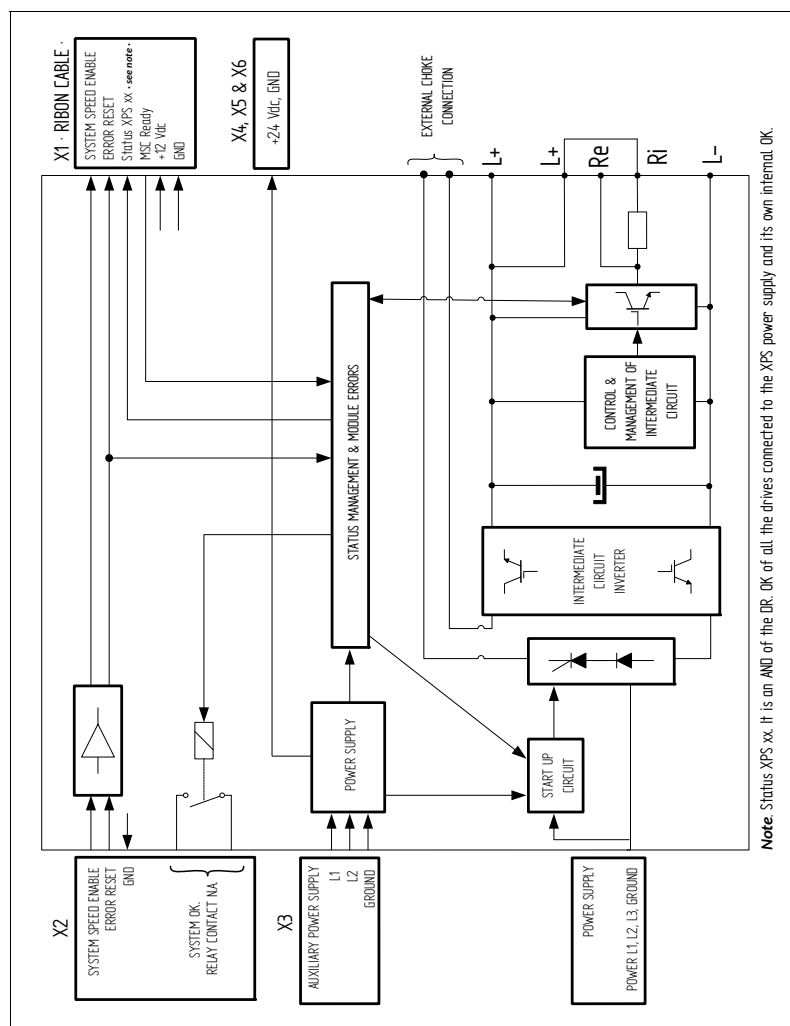 X1 · RIBON CABLE ·
SYSTEM SPEED ENABLE
ERROR RESET
Status XPS xx · see note ·
MSC Ready
+12 Vdc
GND
X4, X5 & X6
+24 Vdc, GND
EXTERNAL CHOKE
CONNECTION
L+
L+
Re
Ri
L-
STATUS MANAGEMENT & MODULE ERRORS
CONTROL &
MANAGEMENT OF
INTERMEDIATE
CIRCUIT
INTERMEDIATE
CIRCUIT
INVERTER
POWER SUPPLY
START UP
CIRCUIT
X2
SYSTEM SPEED ENABLE
ERROR RESET
GND
SYSTEM OK.
RELAY CONTACT N.A
X3
AUXILIARY POWER SUPPLY
L1
L2
GROUND
POWER SUPPLY
POWER L1, L2, L3, GROUND
Note. Status XPS xx. It is an AND of the DR. OK of all the drives connected to the XPS power supply and its own internal OK.